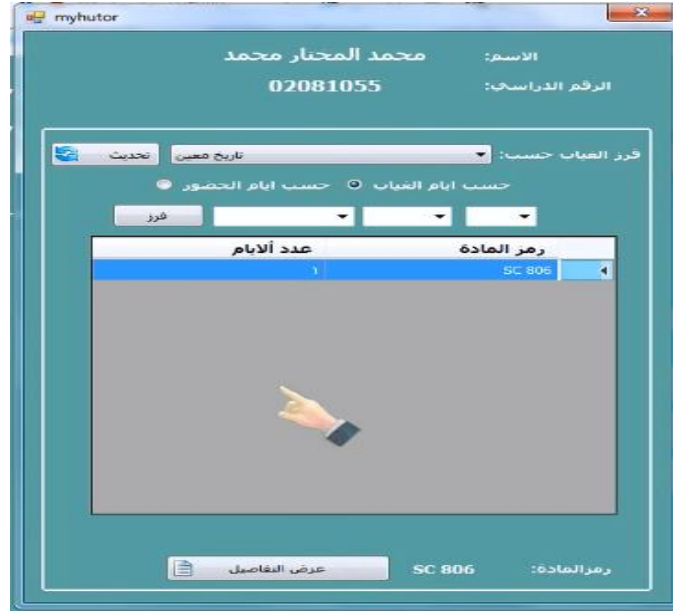 myhutor
الاسم: محمد المختار محمد
الرقم الدراسي: 02081055
فرز الغياب حسب: تاريخ معين تحديث
حسب ايام الغياب حسب ايام الحضور
فرز
رمز المادة عدد ألايام
SC 806 ١
رمزالمادة: SC 806 عرض التفاصيل